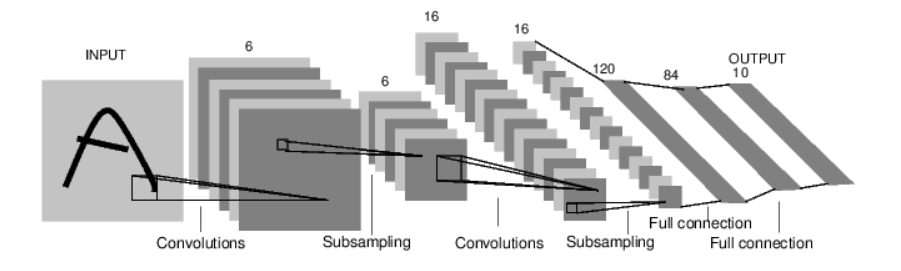 INPUT
6
6
16
16
120
84
OUTPUT
10
A
Convolutions
Subsampling
Convolutions
Subsampling
Full connection
Full connection